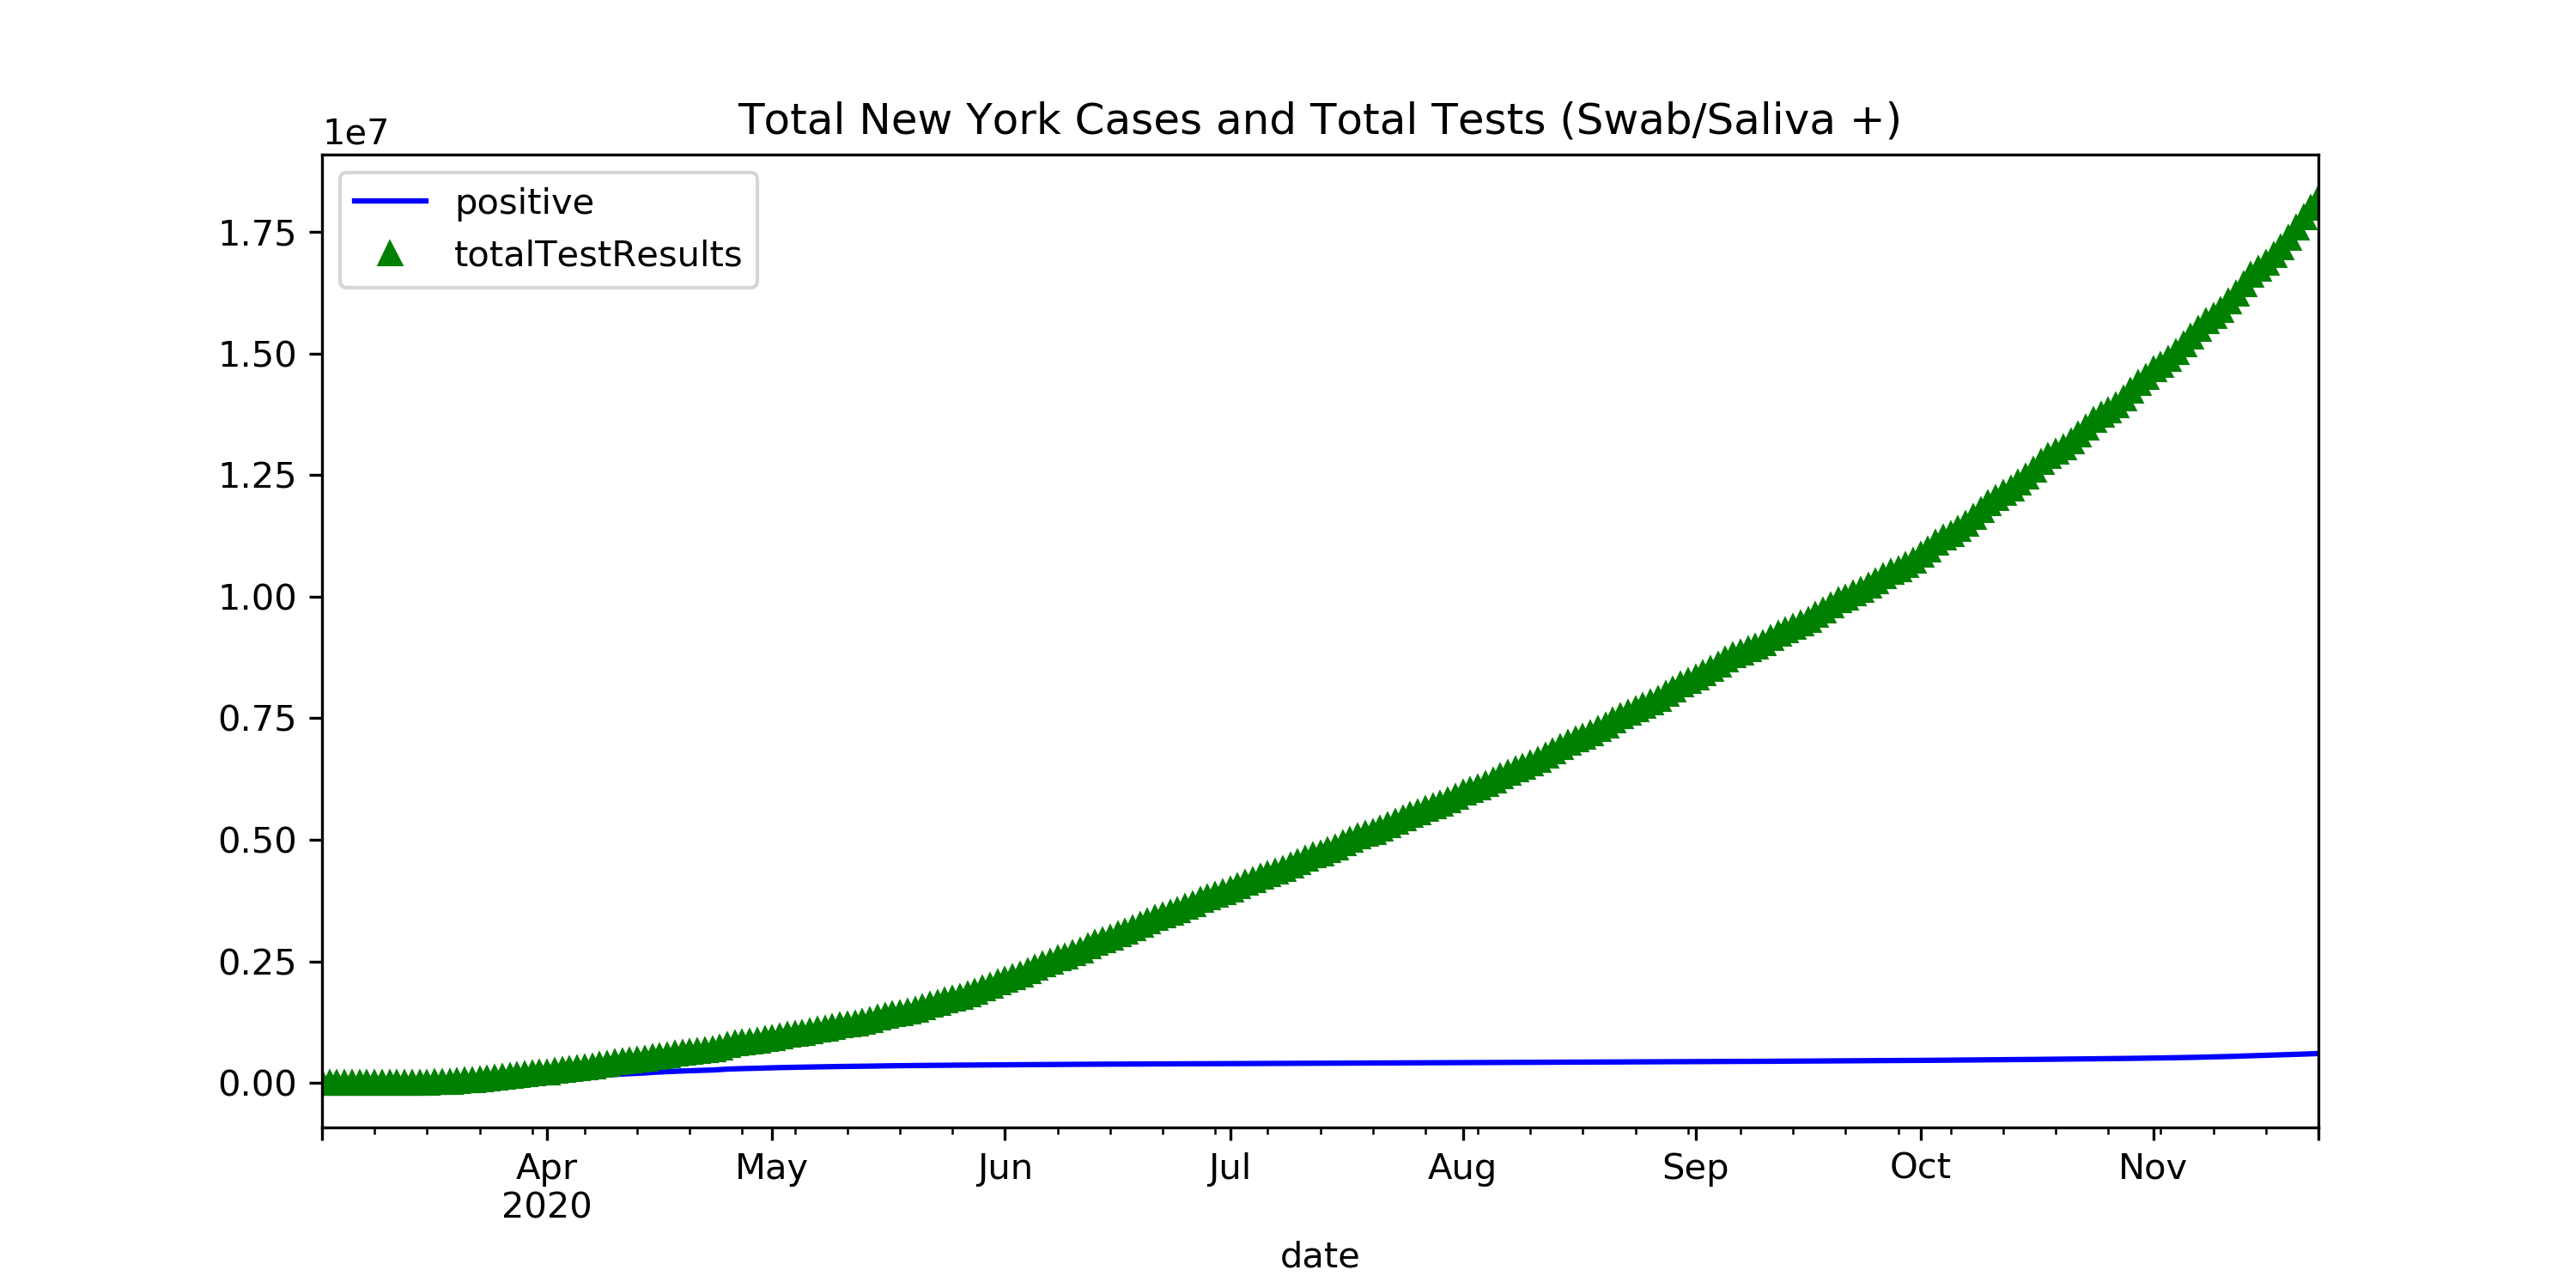 Total New York Cases and Total Tests (Swab/Saliva +)
1e7
positive
totalTestResults
1.75
1.50
1.25
1.00
0.75
0.50
0.25
0.00
Apr May Jun Jul Aug Sep Oct Nov
2020
date